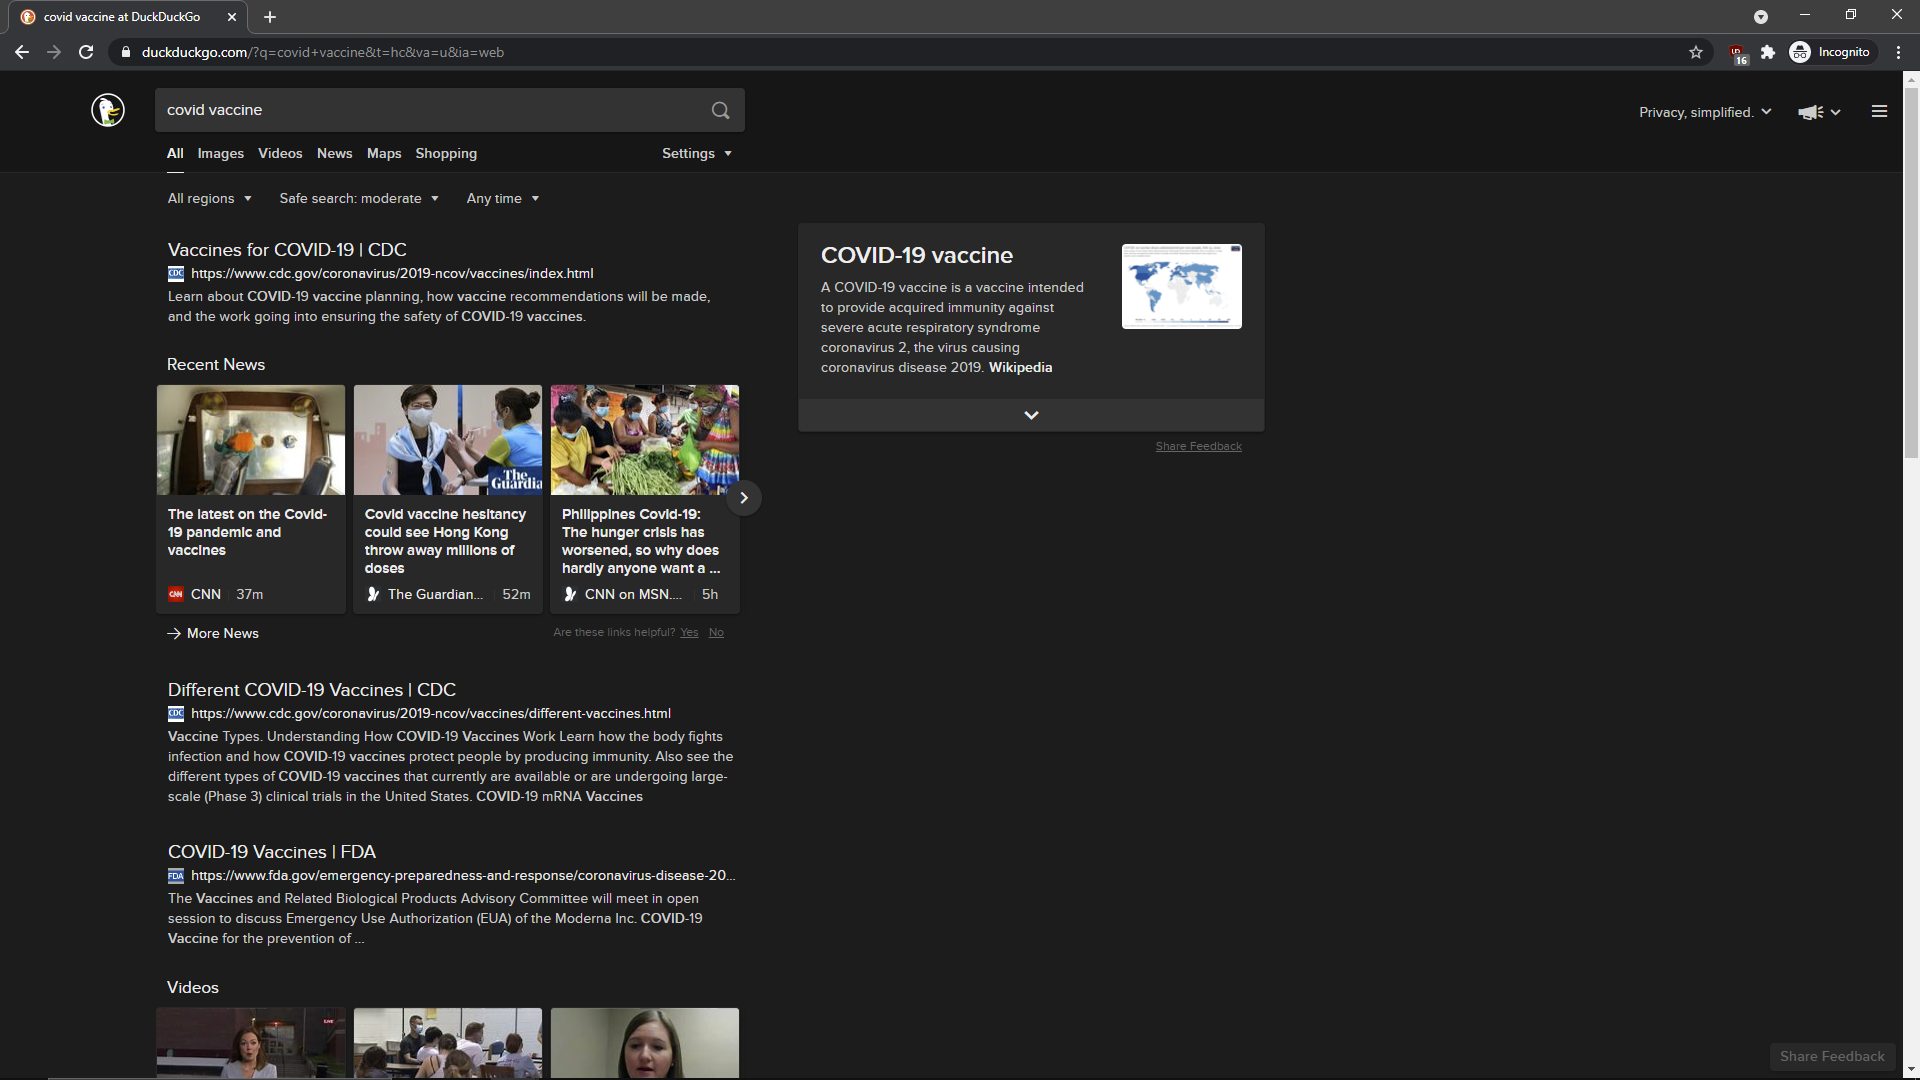 covid vaccine at DuckDuckGo
duckduckgo.com/?q=covid+vaccine&t=hc&va=u&ia=web
16
Incognito
covid vaccine
Privacy, simplified.
All Images Videos News Maps Shopping Settings
All regions Safe search: moderate Any time
Vaccines for COVID-19 | CDC
CDC https://www.cdc.gov/coronavirus/2019-ncov/vaccines/index.html
Learn about COVID-19 vaccine planning, how vaccine recommendations will be made,
and the work going into ensuring the safety of COVID-19 vaccines.
Recent News
The Guardia
The latest on the Covid-
19 pandemic and
vaccines
CNN CNN 37m
Covid vaccine hesitancy
could see Hong Kong
throw away millions of
doses
The Guardian... 52m
Philippines Covid-19:
The hunger crisis has
worsened, so why does
hardly anyone want a ...
CNN on MSN.... 5h
More News
Are these links helpful? Yes No
Different COVID-19 Vaccines | CDC
CDC https://www.cdc.gov/coronavirus/2019-ncov/vaccines/different-vaccines.html
Vaccine Types. Understanding How COVID-19 Vaccines Work Learn how the body fights
infection and how COVID-19 vaccines protect people by producing immunity. Also see the
different types of COVID-19 vaccines that currently are available or are undergoing large-
scale (Phase 3) clinical trials in the United States. COVID-19 mRNA Vaccines
COVID-19 Vaccines | FDA
FDA https://www.fda.gov/emergency-preparedness-and-response/coronavirus-disease-20...
The Vaccines and Related Biological Products Advisory Committee will meet in open
session to discuss Emergency Use Authorization (EUA) of the Moderna Inc. COVID-19
Vaccine for the prevention of ...
Videos
LIVE
COVID-19 vaccine
A COVID-19 vaccine is a vaccine intended
to provide acquired immunity against
severe acute respiratory syndrome
coronavirus 2, the virus causing
coronavirus disease 2019. Wikipedia
Share Feedback
Share Feedback